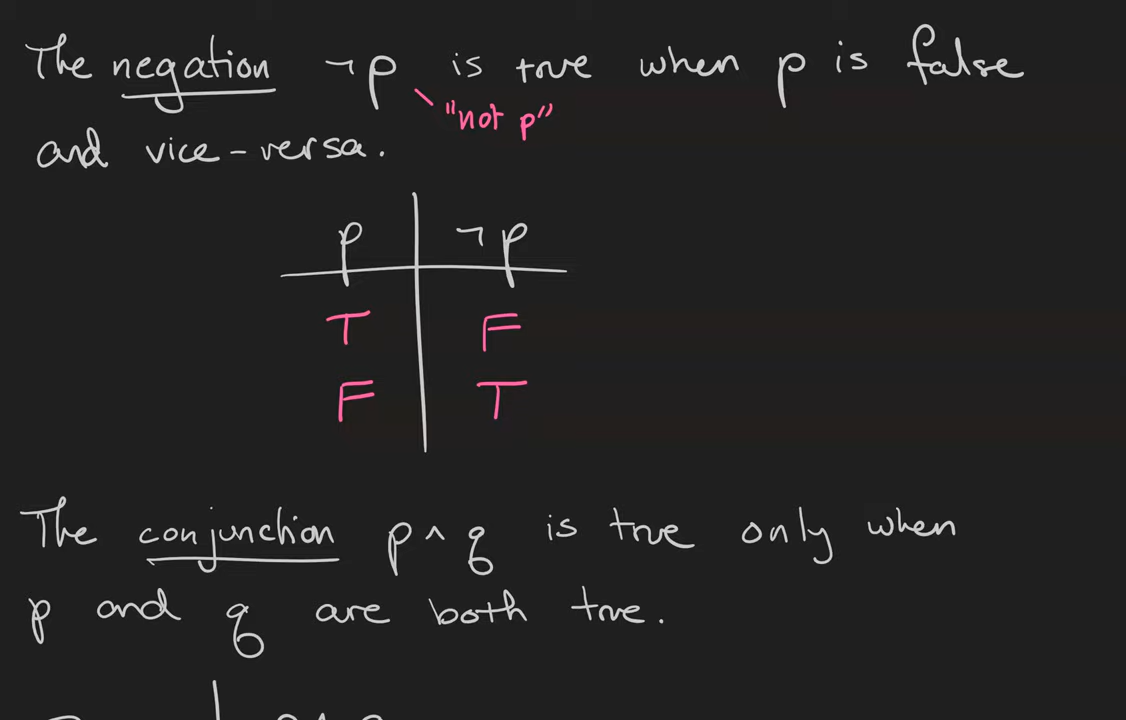 The negation ¬p is true when p is false
"not p"
and vice-versa.
p ¬p
T F
F T
The conjunction p ∧ q is true only when
p and q are both true.